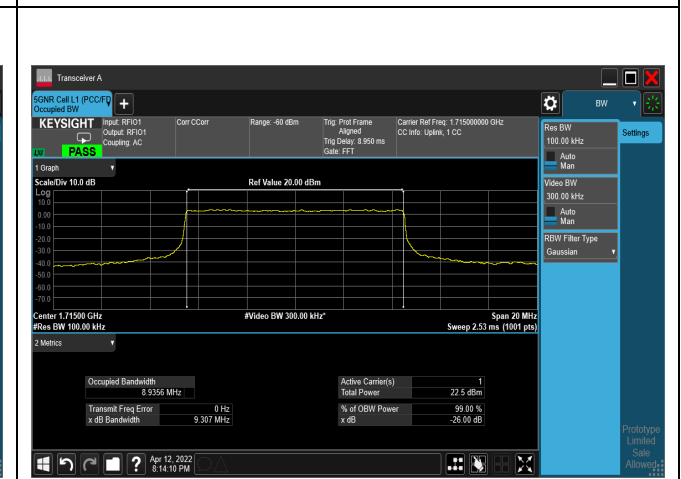 Transceiver A
5GNR Cell L1 (PCC/FD
Occupied BW
+
BW
KEYSIGHT
LXI
PASS
Input: RFIO1
Output: RFIO1
Coupling: AC
Corr CCorr
Range: -60 dBm
Trig: Prot Frame
Aligned
Trig Delay: 8.950 ms
Gate: FFT
Carrier Ref Freq: 1.715000000 GHz
CC Info: Uplink, 1 CC
Res BW
100.00 kHz
Auto
Man
Settings
Video BW
300.00 kHz
Auto
Man
RBW Filter Type
Gaussian
1 Graph
Scale/Div 10.0 dB
Ref Value 20.00 dBm
Log
10.0
0.00
-10.0
-20.0
-30.0
-40.0
-50.0
-60.0
-70.0
Center 1.71500 GHz
#Video BW 300.00 kHz*
Span 20 MHz
#Res BW 100.00 kHz
Sweep 2.53 ms (1001 pts)
2 Metrics
Occupied Bandwidth
8.9356 MHz
Active Carrier(s) 1
Total Power 22.5 dBm
Transmit Freq Error 0 Hz
x dB Bandwidth 9.307 MHz
% of OBW Power 99.00 %
x dB -26.00 dB
Prototype
Limited
Sale
Allowed
?
Apr 12, 2022
8:14:10 PM